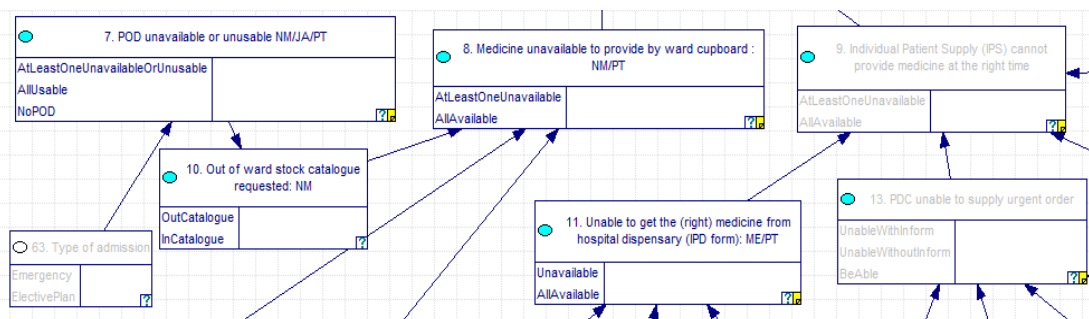 7. POD unavailable or unusable NM/JA/PT
AtLeastOneUnavailableOrUnusable
AllUsable
NoPOD
?
8. Medicine unavailable to provide by ward cupboard :
NM/PT
AtLeastOneUnavailable
AllAvailable
?
9. Individual Patient Supply (IPS) cannot
provide medicine at the right time
AtLeastOneUnavailable
AllAvailable
?
10. Out of ward stock catalogue
requested: NM
OutCatalogue
InCatalogue
?
11. Unable to get the (right) medicine from
hospital dispensary (IPD form): ME/PT
Unavailable
AllAvailable
?
13. PDC unable to supply urgent order
UnableWithInform
UnableWithoutInform
BeAble
?
63. Type of admission
Emergency
ElectivePlan
?